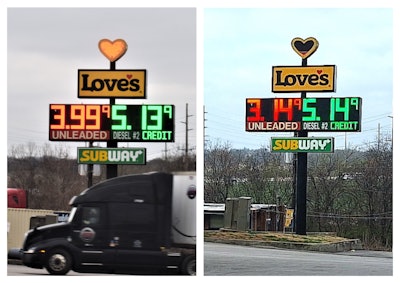 Love's
3.99⁹ 5.13⁹
UNLEADED DIESEL #2 CREDIT
SUBWAY
Love's
3.14⁹ 5.14⁹
UNLEADED DIESEL #2 CREDIT
SUBWAY